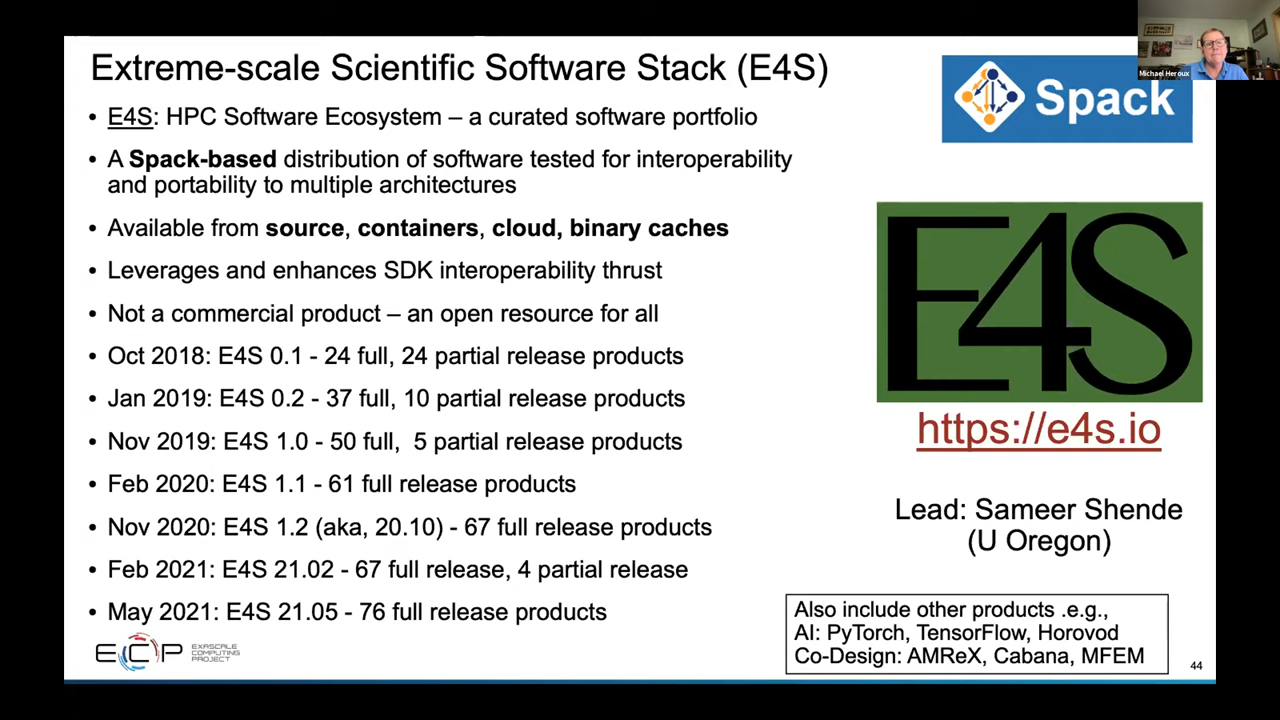 Extreme-scale Scientific Software Stack (E4S)
• E4S: HPC Software Ecosystem – a curated software portfolio
• A Spack-based distribution of software tested for interoperability
and portability to multiple architectures
• Available from source, containers, cloud, binary caches
• Leverages and enhances SDK interoperability thrust
• Not a commercial product – an open resource for all
• Oct 2018: E4S 0.1 - 24 full, 24 partial release products
• Jan 2019: E4S 0.2 - 37 full, 10 partial release products
• Nov 2019: E4S 1.0 - 50 full, 5 partial release products
• Feb 2020: E4S 1.1 - 61 full release products
• Nov 2020: E4S 1.2 (aka, 20.10) - 67 full release products
• Feb 2021: E4S 21.02 - 67 full release, 4 partial release
• May 2021: E4S 21.05 - 76 full release products
Michael Heroux
Spack
E4S
https://e4s.io
Lead: Sameer Shende
(U Oregon)
Also include other products .e.g.,
AI: PyTorch, TensorFlow, Horovod
Co-Design: AMReX, Cabana, MFEM
ECP
EXASCALE
COMPUTING
PROJECT
44